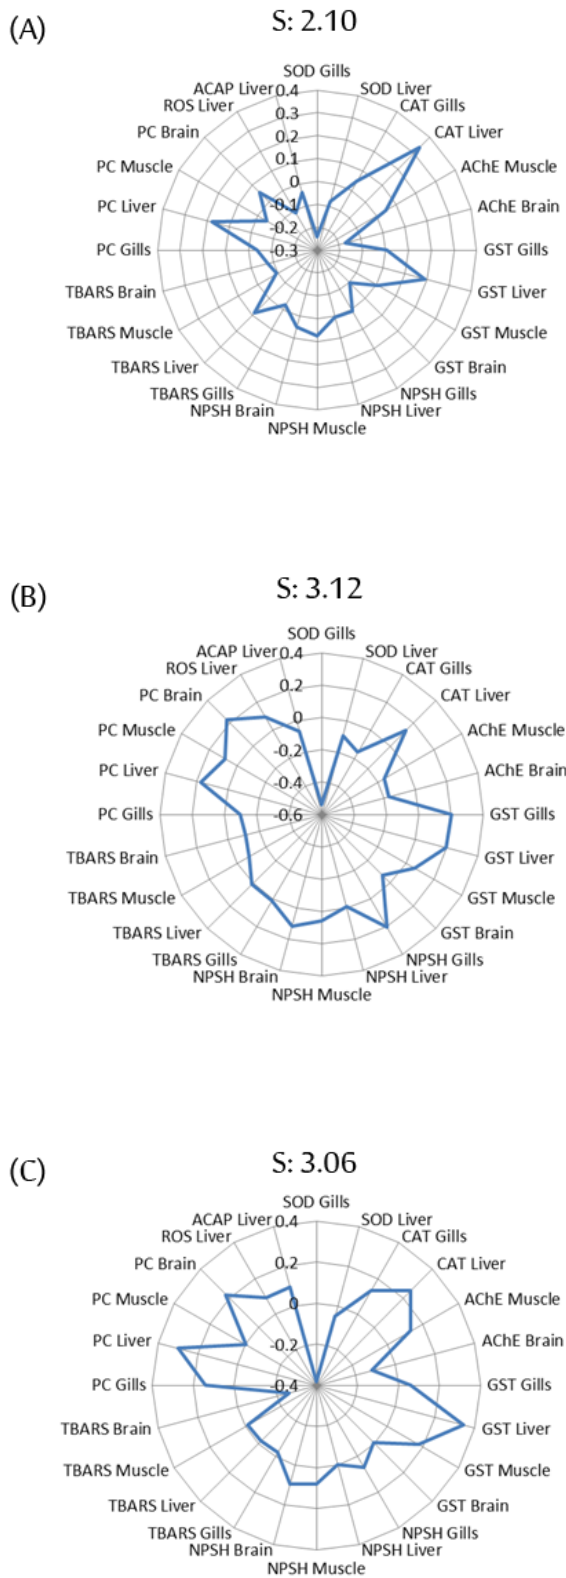 (A)
S: 2.10
SOD Gills
ACAP Liver
0.4
SOD Liver
ROS Liver
0.3
CAT Gills
PC Brain
0.2
CAT Liver
0.1
PC Muscle
AChE Muscle
0
PC Liver
-0.1
AChE Brain
-0.2
PC Gills
-0.3
GST Gills
TBARS Brain
GST Liver
TBARS Muscle
GST Muscle
TBARS Liver
GST Brain
TBARS Gills
NPSH Gills
NPSH Brain
NPSH Liver
NPSH Muscle
(B)
S: 3.12
SOD Gills
ACAP Liver
0.4
SOD Liver
ROS Liver
CAT Gills
0.2
PC Brain
CAT Liver
0
PC Muscle
AChE Muscle
-0.2
PC Liver
AChE Brain
-0.4
PC Gills
-0.6
GST Gills
TBARS Brain
GST Liver
TBARS Muscle
GST Muscle
TBARS Liver
GST Brain
TBARS Gills
NPSH Gills
NPSH Brain
NPSH Liver
NPSH Muscle
(C)
S: 3.06
SOD Gills
ACAP Liver
0.4
SOD Liver
ROS Liver
CAT Gills
PC Brain
0.2
CAT Liver
PC Muscle
0
AChE Muscle
PC Liver
-0.2
AChE Brain
PC Gills
-0.4
GST Gills
TBARS Brain
GST Liver
TBARS Muscle
GST Muscle
TBARS Liver
GST Brain
TBARS Gills
NPSH Gills
NPSH Brain
NPSH Liver
NPSH Muscle